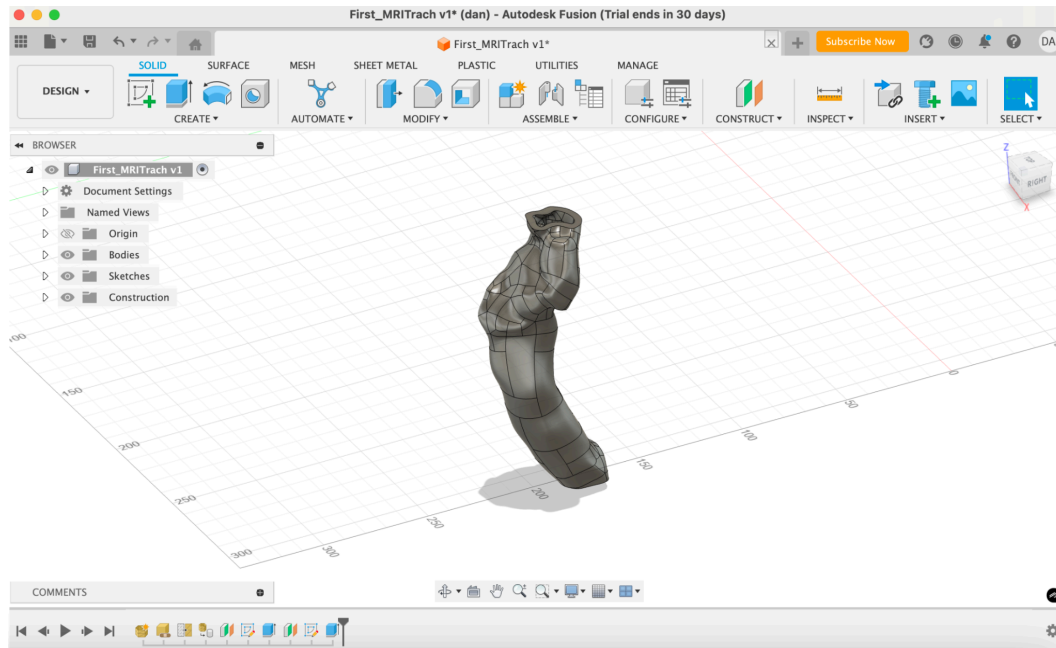 First_MRITrach v1* (dan) - Autodesk Fusion (Trial ends in 30 days)
First_MRITrach v1*
Subscribe Now
DA
SOLID SURFACE MESH SHEET METAL PLASTIC UTILITIES MANAGE
DESIGN
CREATE AUTOMATE MODIFY ASSEMBLE CONFIGURE CONSTRUCT INSPECT INSERT SELECT
BROWSER
First_MRITrach v1
Document Settings
Named Views
Origin
Bodies
Sketches
Construction
Z
RIGHT
X
00
150
200
250
300
300
250
200
150
100
50
0
COMMENTS